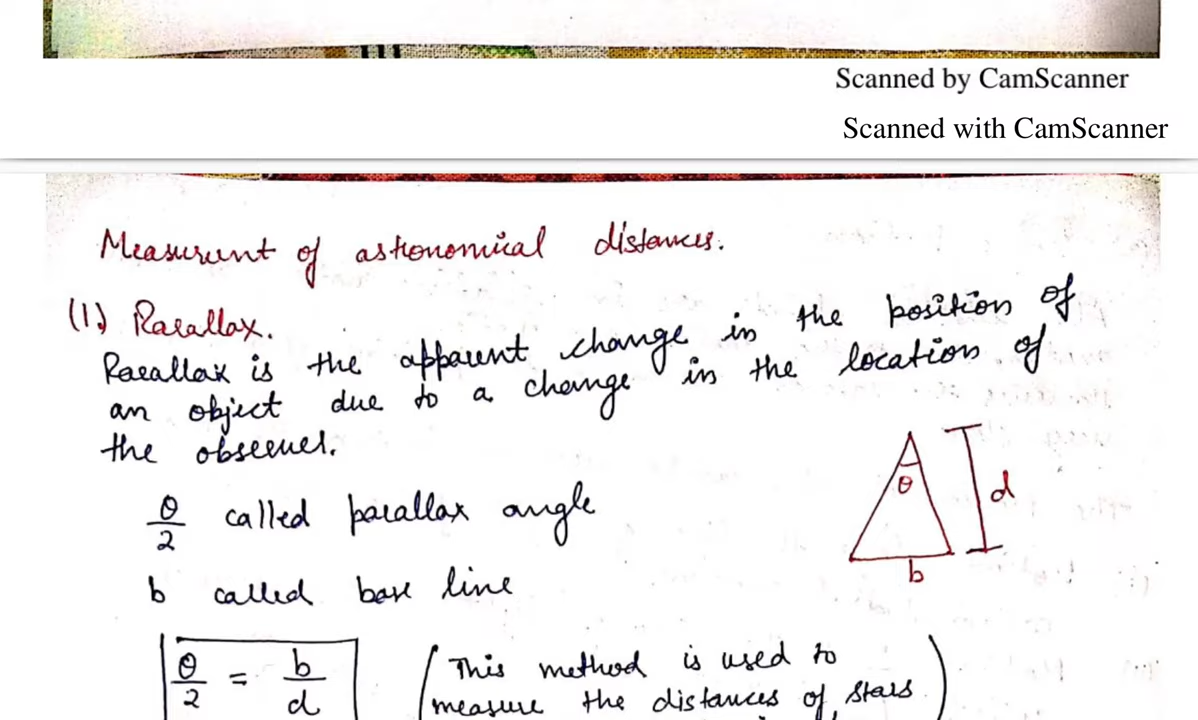 Scanned by CamScanner
Scanned with CamScanner
Measurent of astronomical distances.
(1) Parallax.
Parallax is the apparent change in the position of
an object due to a change in the location of
the observer.
θ/2 called parallax angle
b called base line
θ
d
b
θ/2 = b/d
(This method is used to
measure the distances of stars)